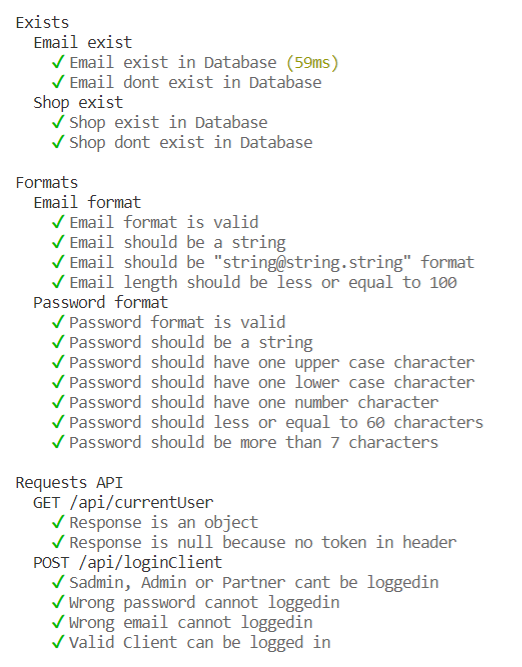 Exists
Email exist
✓ Email exist in Database (59ms)
✓ Email dont exist in Database
Shop exist
✓ Shop exist in Database
✓ Shop dont exist in Database
Formats
Email format
✓ Email format is valid
✓ Email should be a string
✓ Email should be "string@string.string" format
✓ Email length should be less or equal to 100
Password format
✓ Password format is valid
✓ Password should be a string
✓ Password should have one upper case character
✓ Password should have one lower case character
✓ Password should have one number character
✓ Password should less or equal to 60 characters
✓ Password should be more than 7 characters
Requests API
GET /api/currentUser
✓ Response is an object
✓ Response is null because no token in header
POST /api/loginClient
✓ Sadmin, Admin or Partner cant be loggedin
✓ Wrong password cannot loggedin
✓ Wrong email cannot loggedin
✓ Valid Client can be logged in